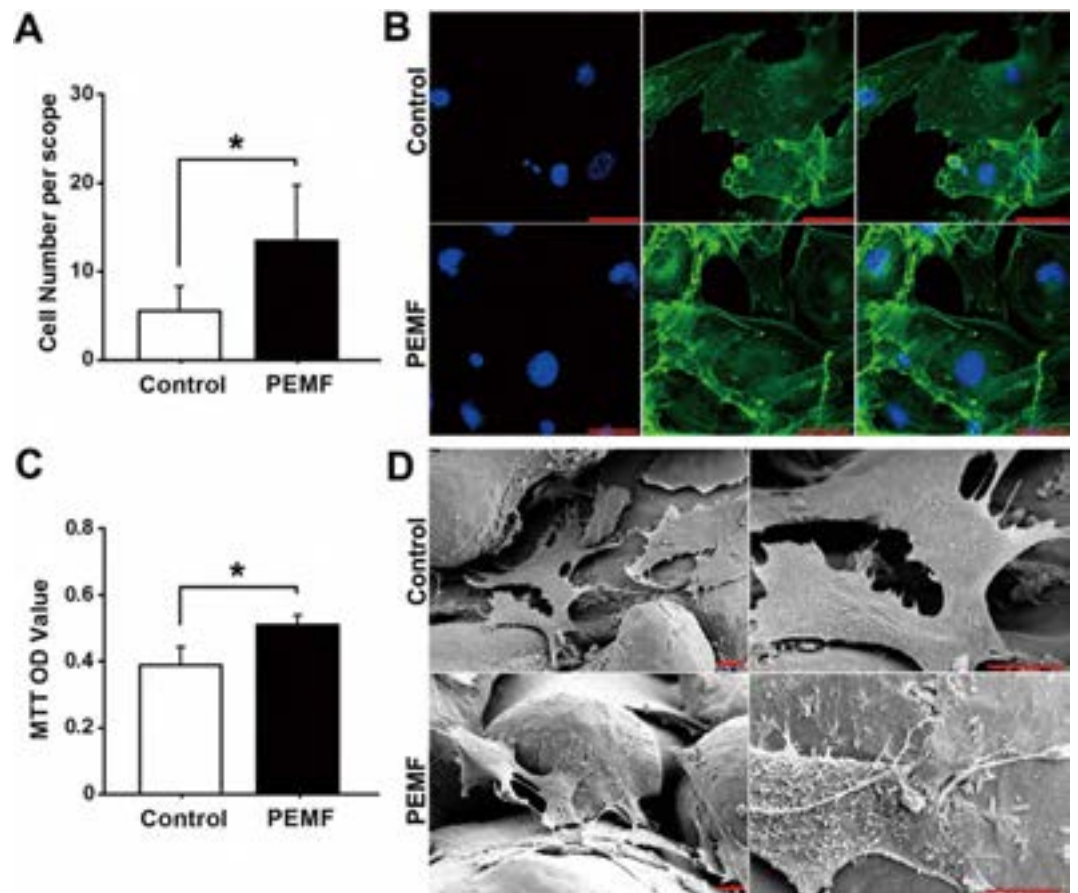 A
Cell Number per scope
30
20
10
0
*
Control
PEMF
B
Control
PEMF
C
MTT OD Value
0.8
0.6
0.4
0.2
0
*
Control
PEMF
D
Control
PEMF